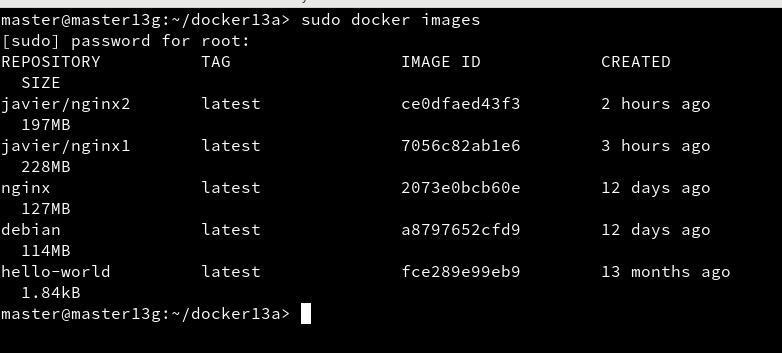 master@master13g:~/docker13a> sudo docker images
[sudo] password for root:
REPOSITORY TAG IMAGE ID CREATED
SIZE
javier/nginx2 latest ce0dfaed43f3 2 hours ago
197MB
javier/nginx1 latest 7056c82ab1e6 3 hours ago
228MB
nginx latest 2073e0bcb60e 12 days ago
127MB
debian latest a8797652cfd9 12 days ago
114MB
hello-world latest fce289e99eb9 13 months ago
1.84kB
master@master13g:~/docker13a>